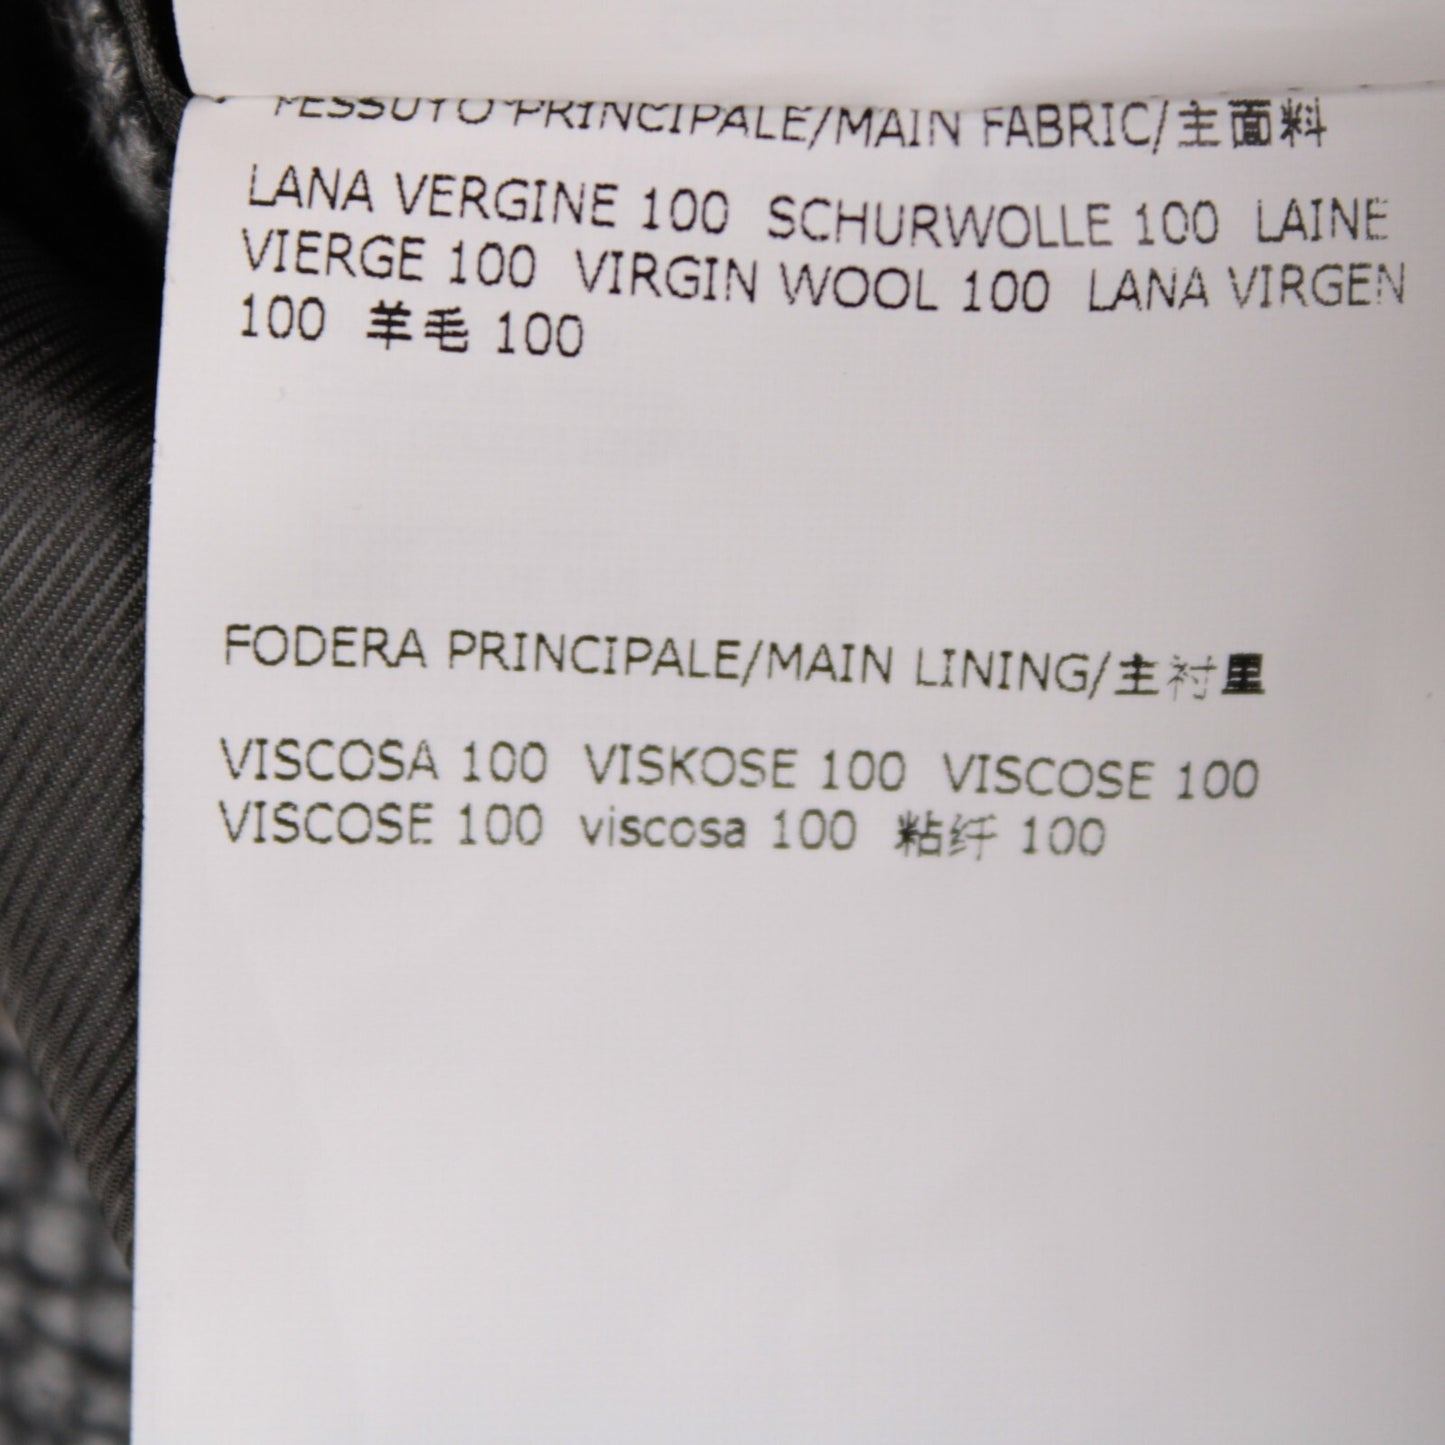 TESSUTO PRINCIPALE/MAIN FABRIC/主面料
LANA VERGINE 100 SCHURWOLLE 100 LAINE
VIERGE 100 VIRGIN WOOL 100 LANA VIRGEN
100 羊毛 100
FODERA PRINCIPALE/MAIN LINING/主衬里
VISCOSA 100 VISKOSE 100 VISCOSE 100
VISCOSE 100 viscosa 100 粘纤 100